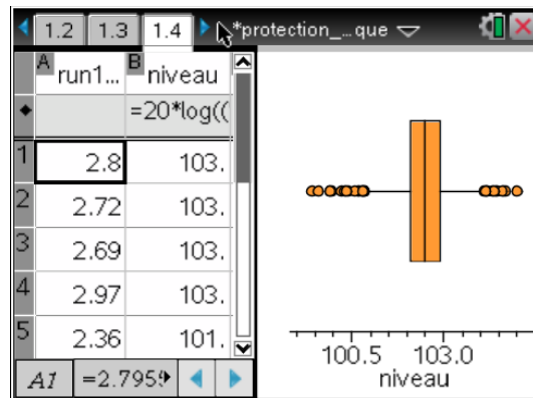 1.2 1.3 1.4 *protection_...que
A run1... B niveau
=20*log((
1 2.8 103.
2 2.72 103.
3 2.69 103.
4 2.97 103.
5 2.36 101.
A1 =2.7959
100.5 103.0
niveau